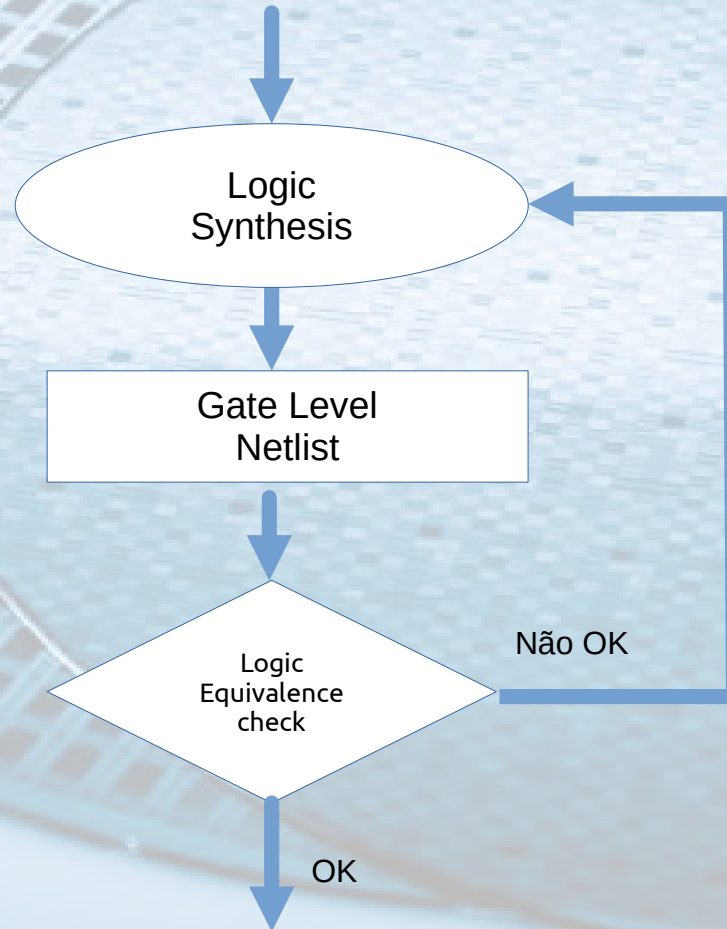 Logic
Synthesis
Gate Level
Netlist
Logic
Equivalence
check
Não OK
OK